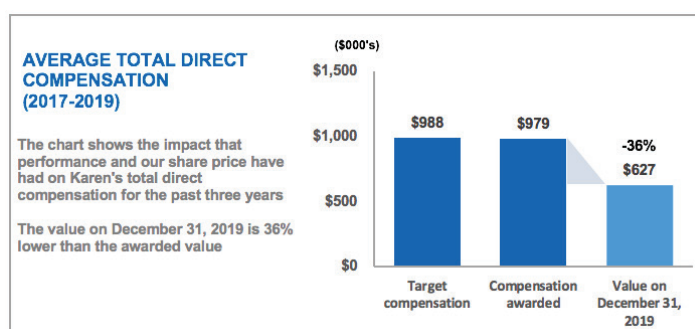 AVERAGE TOTAL DIRECT
COMPENSATION
(2017-2019)
The chart shows the impact that
performance and our share price have
had on Karen's total direct
compensation for the past three years
The value on December 31, 2019 is 36%
lower than the awarded value
($000's)
$1,500
$1,000
$500
$0
$988
$979
-36%
$627
Target
compensation
Compensation
awarded
Value on
December 31,
2019